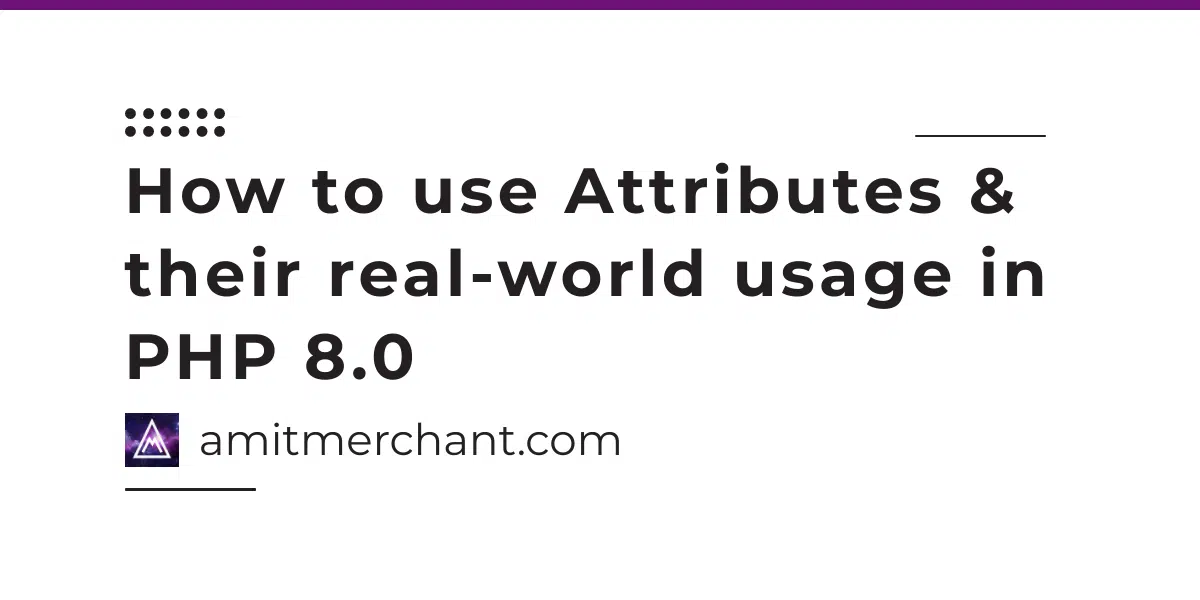 How to use Attributes &
their real-world usage in
PHP 8.0
amitmerchant.com